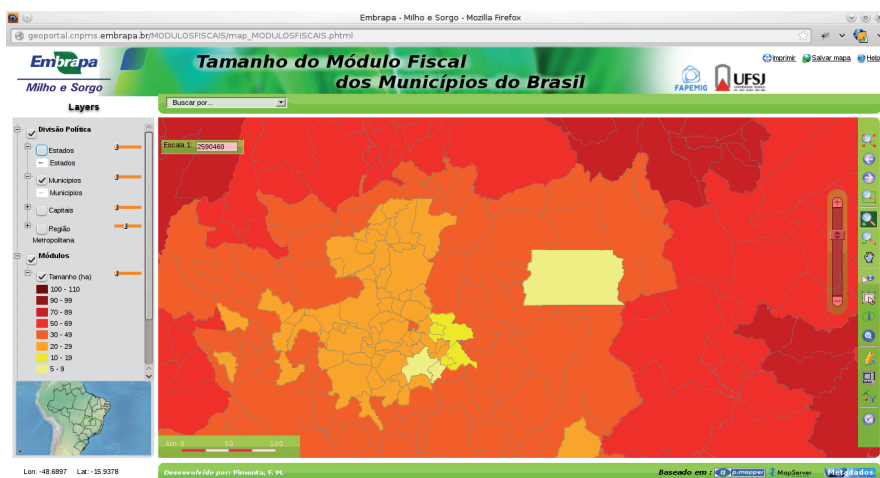 Embrapa - Milho e Sorgo - Mozilla Firefox
geoportal.cnpms.embrapa.br/MODULOSFISCAIS/map_MODULOSFISCAIS.phtml
Embrapa
Milho e Sorgo
Tamanho do Módulo Fiscal
dos Municípios do Brasil
FAPEMIG
UFSJ
Imprimir Salvar mapa Help
Layers
Buscar por...
Divisão Política
Estados
Estados
Municipios
Municipios
Capitais
Região
Metropolitana
Módulos
Tamanho (ha)
100 - 110
90 - 99
70 - 89
50 - 69
30 - 49
20 - 29
10 - 19
5 - 9
Escala 1: 2590460
km 0 50 100
Lon: -48.6897 Lat: -15.9378
Desenvolvido por: Pimenta, F. M.
Baseado em : p.mapper MapServer Metadados